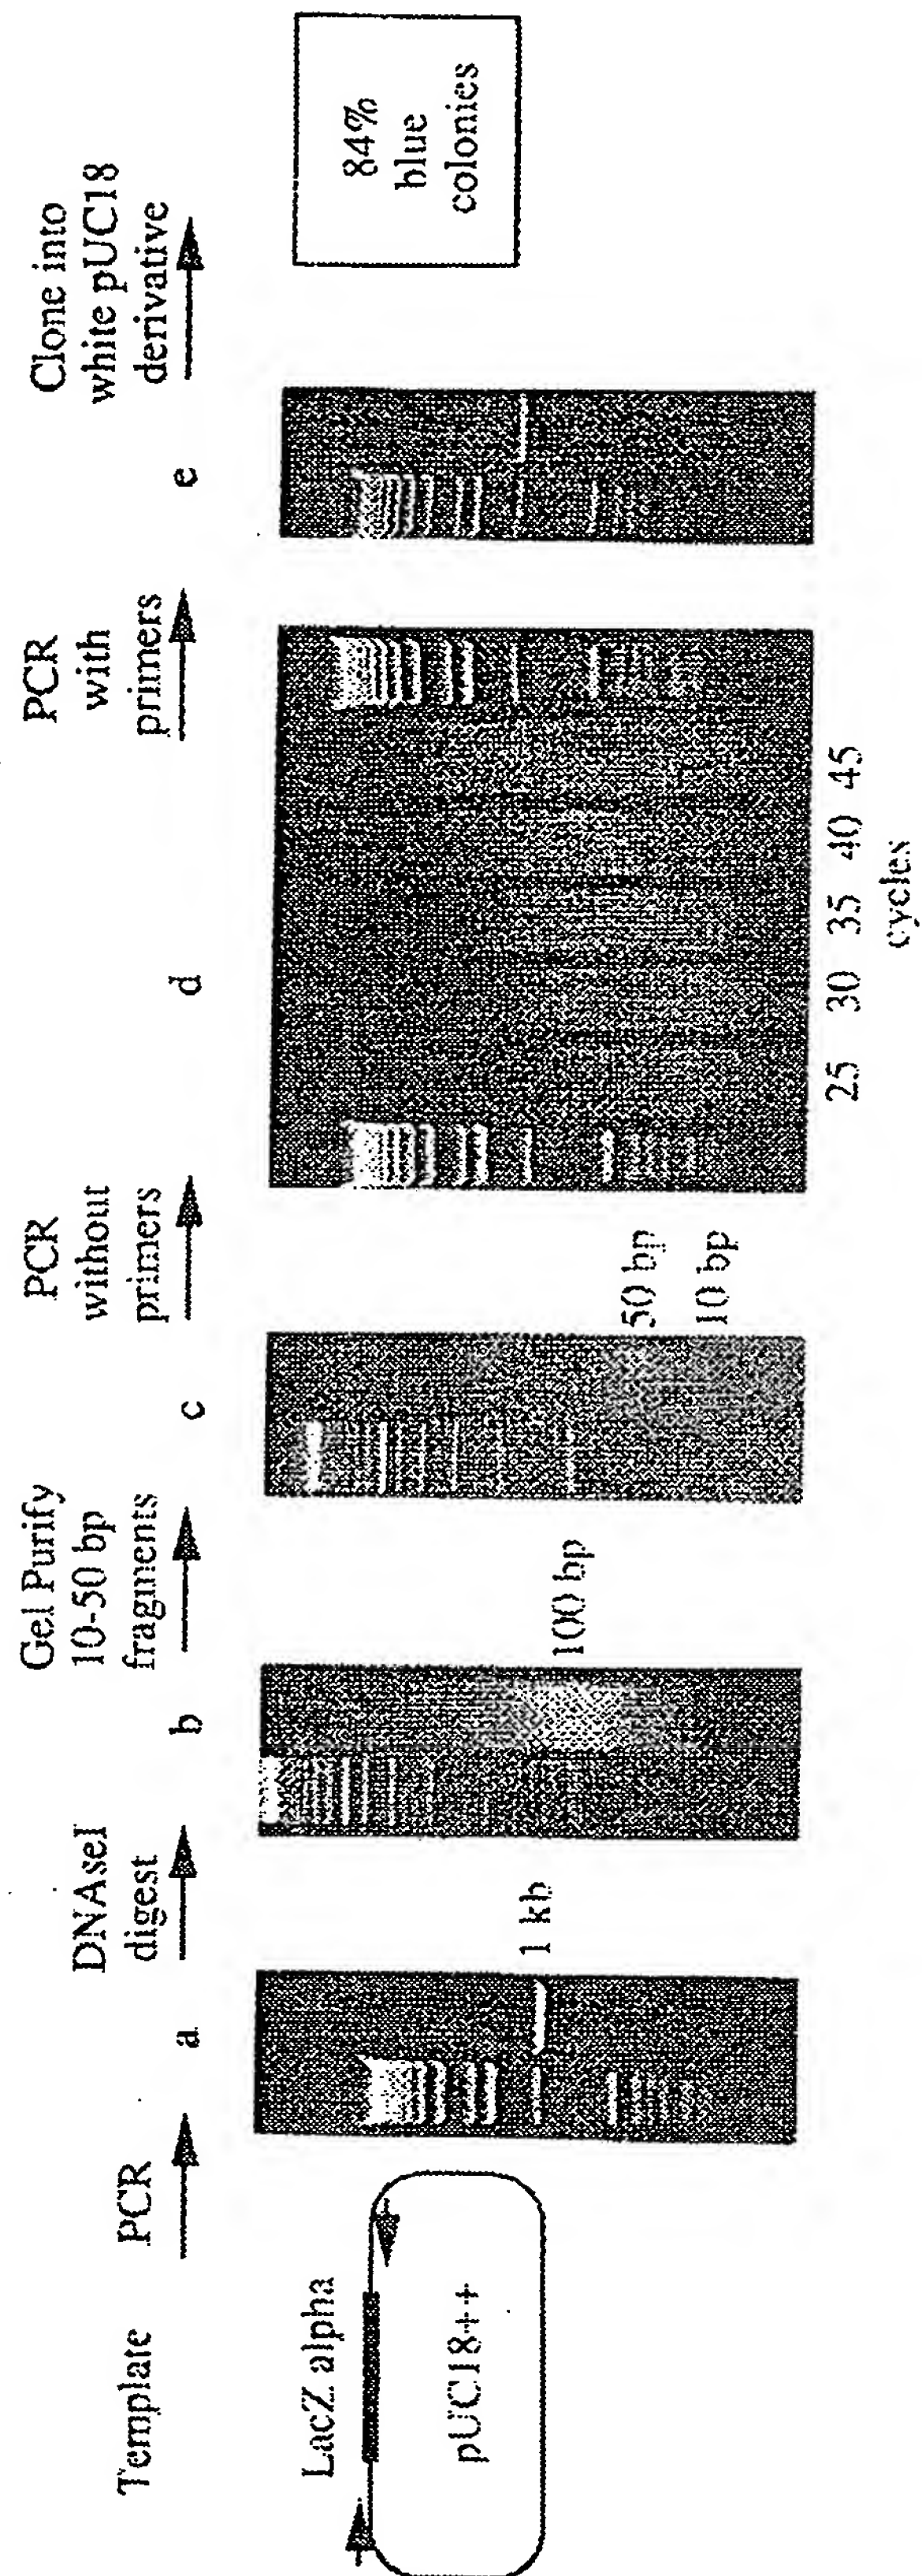 Template
PCR
a
DNAseI
digest
b
Gel Purify
10-50 bp
fragments
c
PCR
without
primers
d
PCR
with
primers
e
Clone into
white pUC18
derivative
LacZ alpha
pUC18++
1 kb
100 bp
50 bp
10 bp
25 30 35 40 45
cycles
84%
blue
colonies